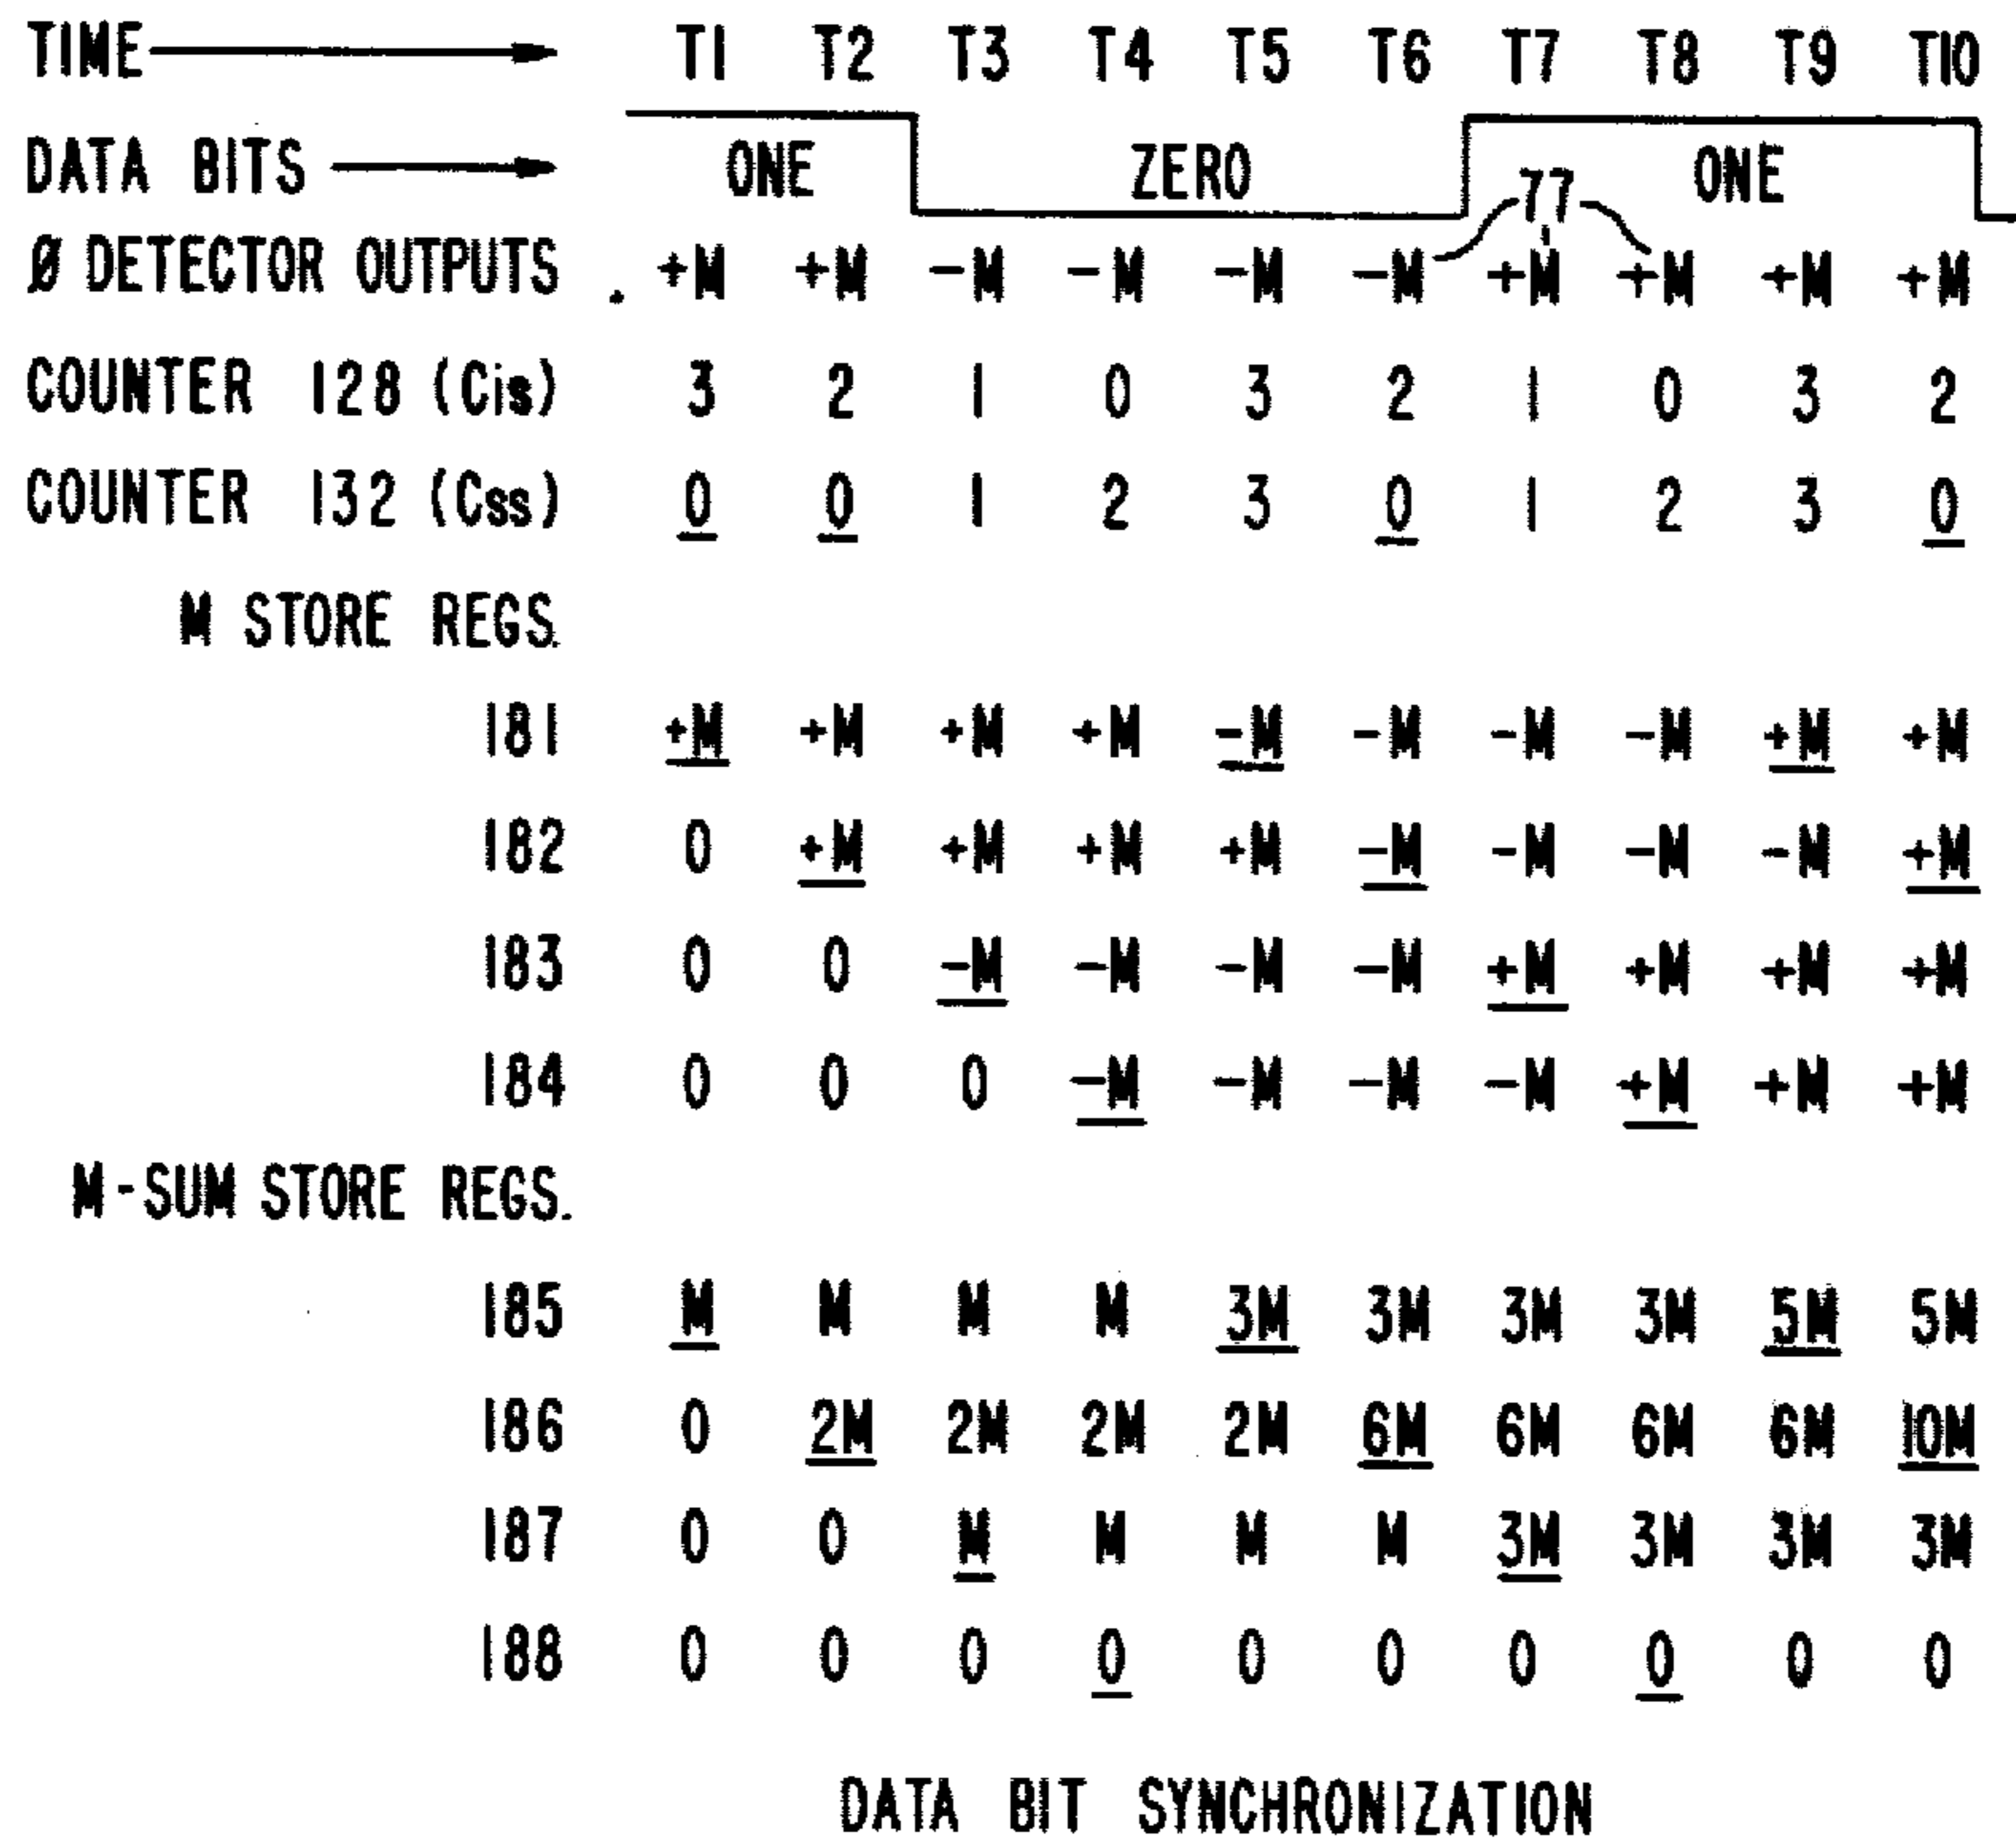 TIME T1 T2 T3 T4 T5 T6 T7 T8 T9 T10
DATA BITS ONE ZERO ONE
77
Ø DETECTOR OUTPUTS +M +M -M -M -M -M +M +M +M +M
COUNTER 128 (Cis) 3 2 1 0 3 2 1 0 3 2
COUNTER 132 (Css) 0 0 1 2 3 0 1 2 3 0
M STORE REGS.
181 +M +M +M +M -M -M -M -M +M +M
182 0 +M +M +M +M -M -M -M -M +M
183 0 0 -M -M -M -M +M +M +M +M
184 0 0 0 -M -M -M -M +M +M +M
M-SUM STORE REGS.
185 M M M M 3M 3M 3M 3M 5M 5M
186 0 2M 2M 2M 2M 6M 6M 6M 6M 10M
187 0 0 M M M M 3M 3M 3M 3M
188 0 0 0 0 0 0 0 0 0 0
DATA BIT SYNCHRONIZATION